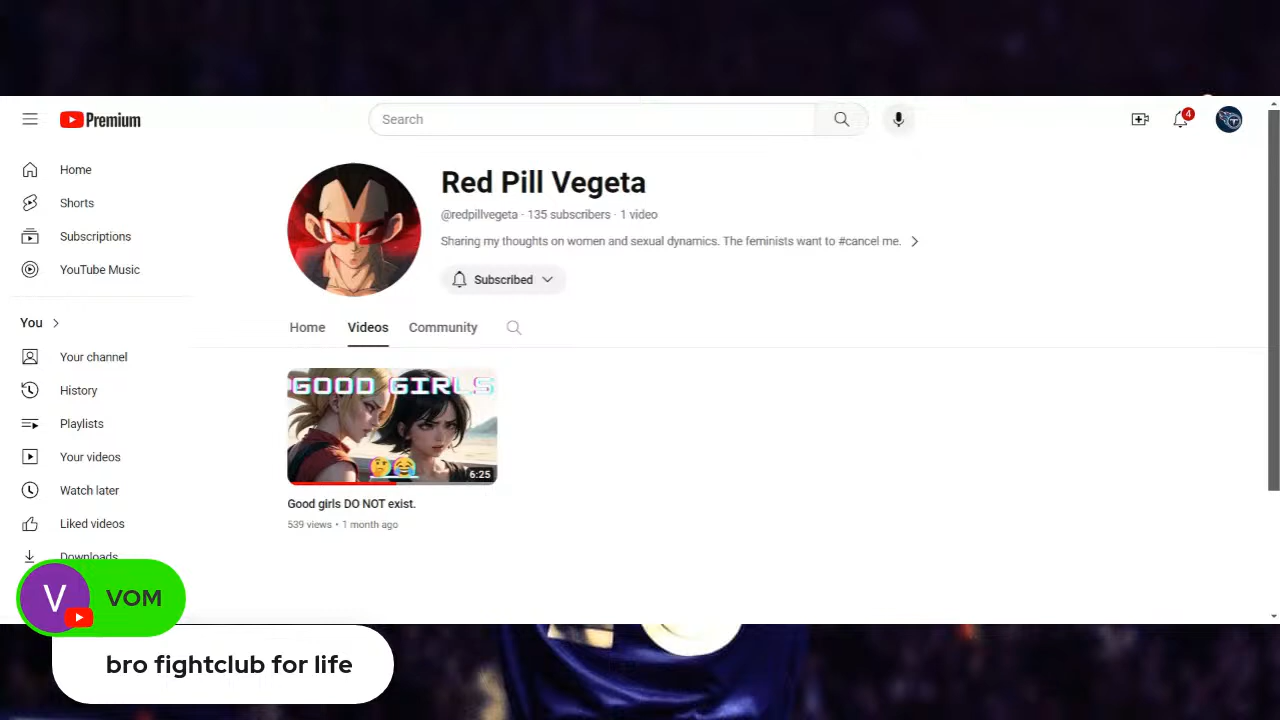 Premium
Search
4
Home
Shorts
Subscriptions
YouTube Music
You
Your channel
History
Playlists
Your videos
Watch later
Liked videos
Downloads
Red Pill Vegeta
@redpillvegeta · 135 subscribers · 1 video
Sharing my thoughts on women and sexual dynamics. The feminists want to #cancel me.
Subscribed
Home Videos Community
GOOD GIRLS
6:25
Good girls DO NOT exist.
539 views • 1 month ago
V VOM
bro fightclub for life